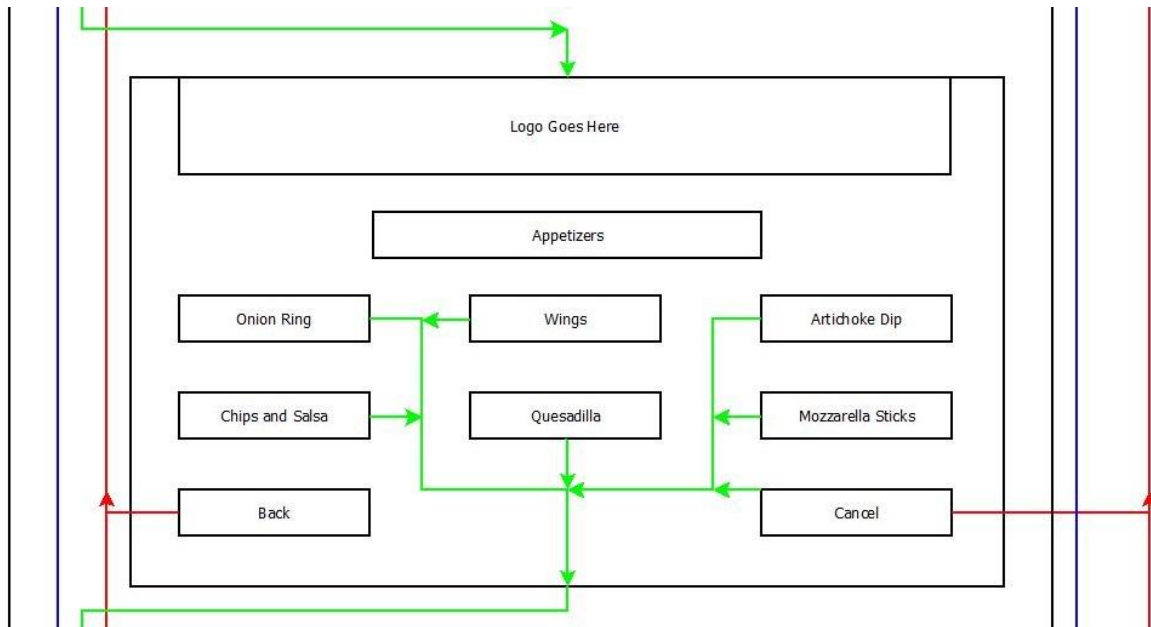 Logo Goes Here
Appetizers
Onion Ring
Wings
Artichoke Dip
Chips and Salsa
Quesadilla
Mozzarella Sticks
Back
Cancel